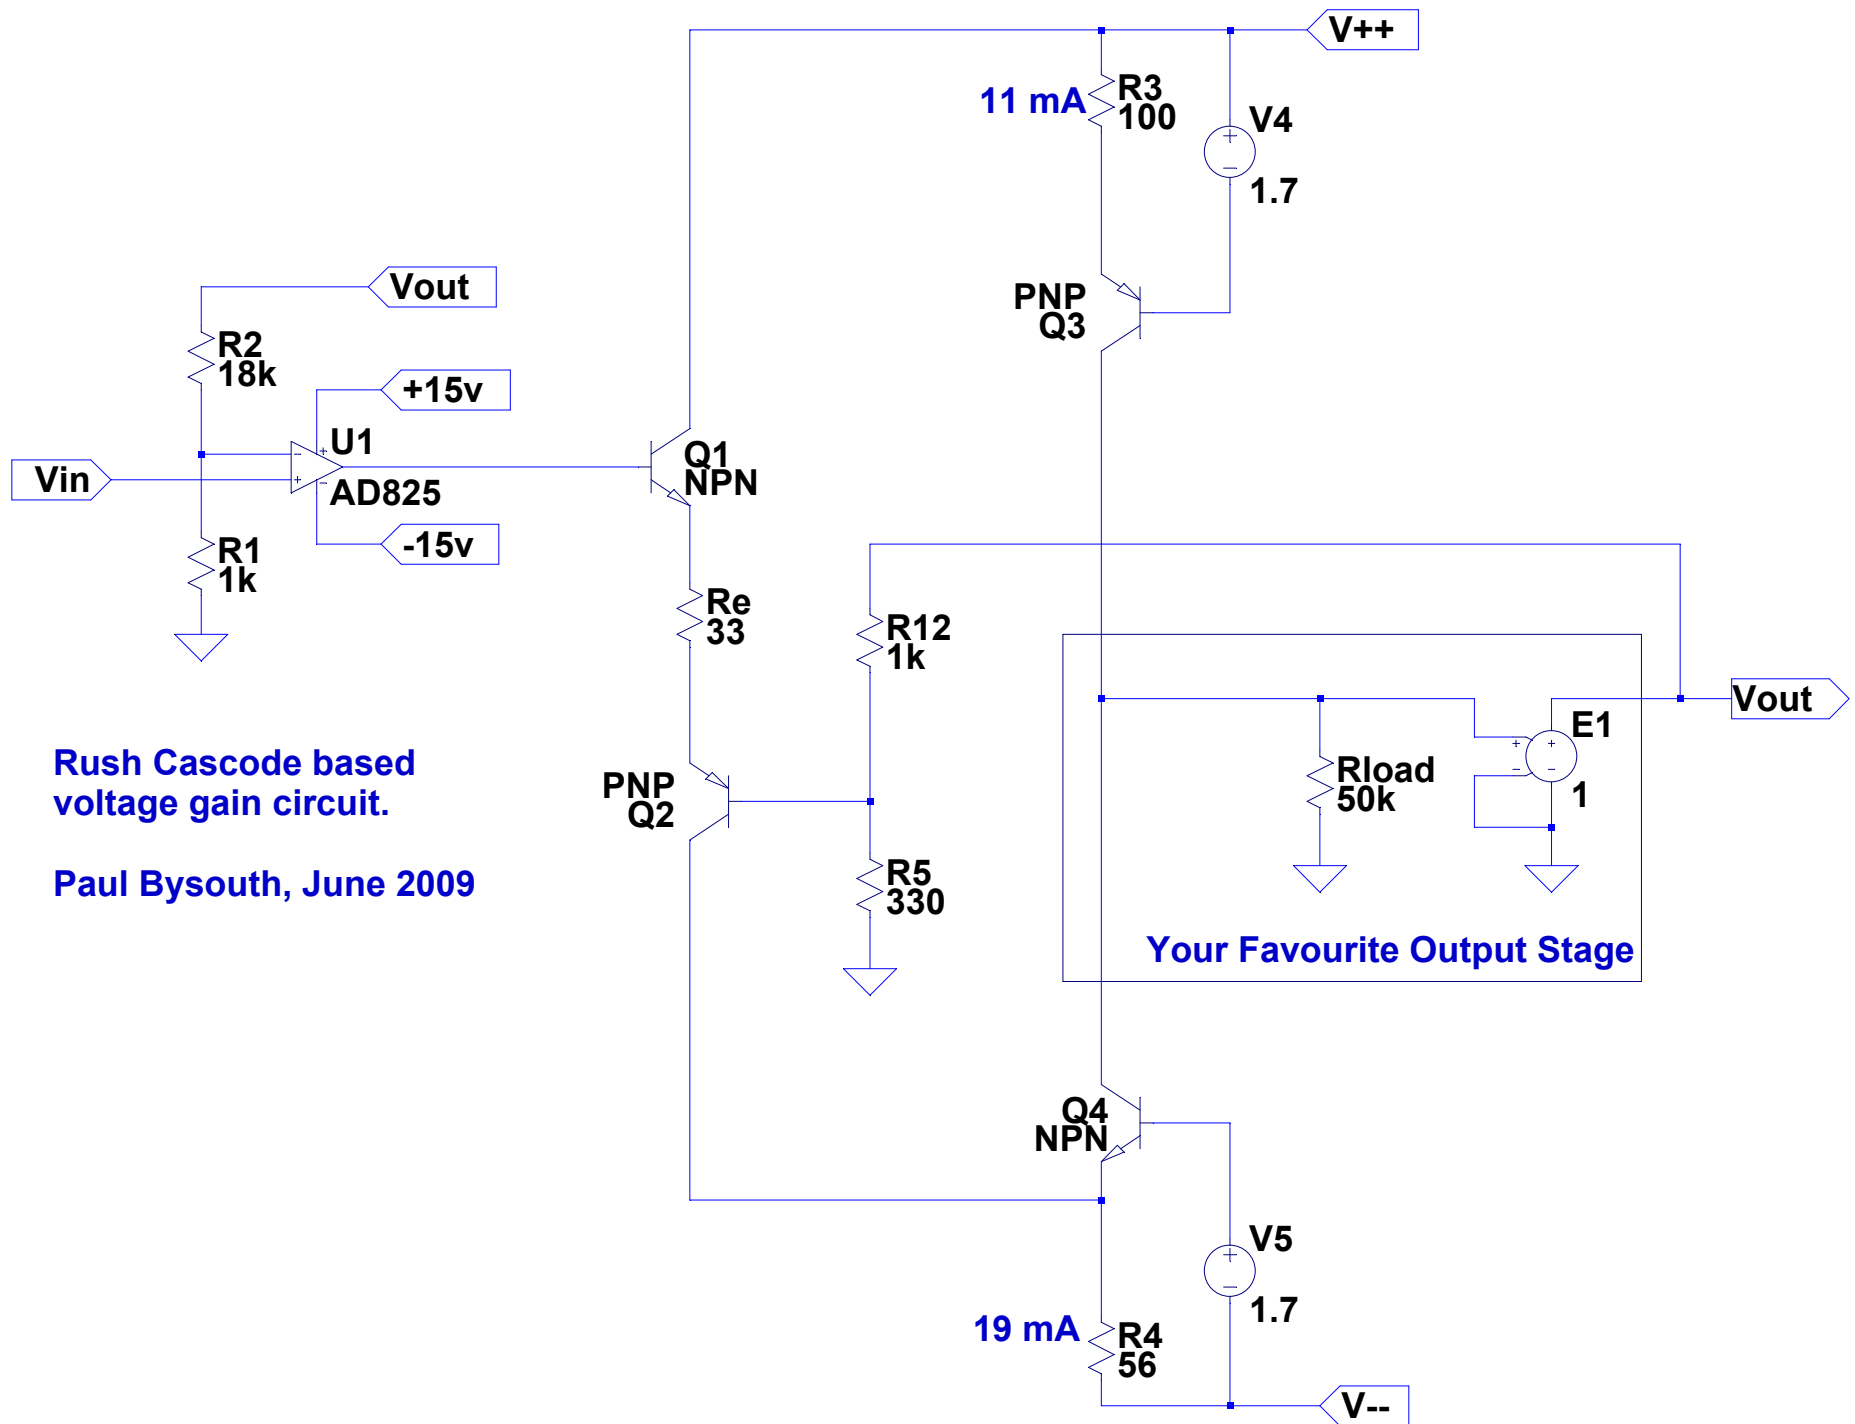 V++
R3
11 mA
100
V4
1.7
Vout
PNP
Q3
R2
18k
+15v
U1
Q1
NPN
Vin
AD825
-15v
R1
1k
Re
33
R12
1k
Vout
E1
Rush Cascode based
voltage gain circuit.
PNP
Q2
Rload
50k
1
Paul Bysouth, June 2009
R5
330
Your Favourite Output Stage
Q4
NPN
V5
1.7
19 mA
R4
56
V--